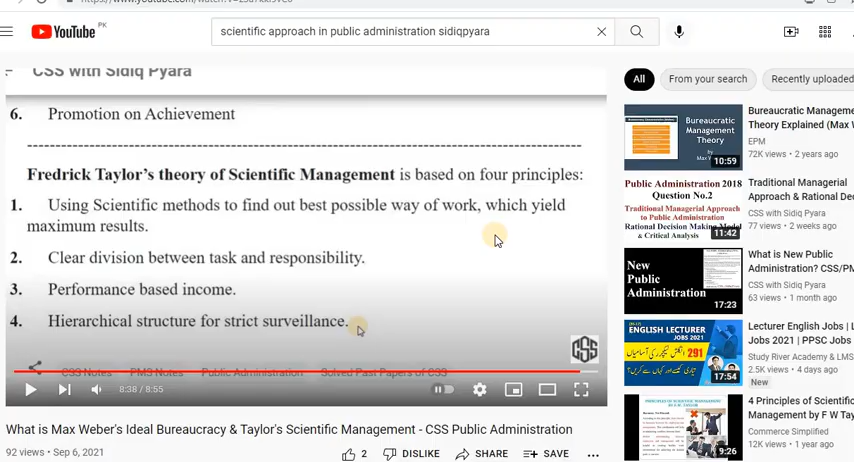 YouTube PK
scientific approach in public administration sidiqpyara
CSS with Sidiq Pyara
6. Promotion on Achievement
Fredrick Taylor's theory of Scientific Management is based on four principles:
1. Using Scientific methods to find out best possible way of work, which yield
maximum results.
2. Clear division between task and responsibility.
3. Performance based income.
4. Hierarchical structure for strict surveillance.
CSS
CSS Notes PMS Notes Public Administration Solved Past Papers of CSS
8:38 / 8:55
What is Max Weber's Ideal Bureaucracy & Taylor's Scientific Management - CSS Public Administration
92 views • Sep 6, 2021
2 DISLIKE SHARE SAVE
All From your search Recently uploaded
Bureaucratic
Management
Theory
by
10:59
Bureaucratic Manageme
Theory Explained (Max W
EPM
72K views • 2 years ago
Public Administration 2018
Question No.2
Traditional Managerial Approach
to Public Administration
Rational Decision Making Model
& Critical Analysis
11:42
Traditional Managerial
Approach & Rational De
CSS with Sidiq Pyara
77 views • 2 weeks ago
New
Public
Administration
17:23
What is New Public
Administration? CSS/PM
CSS with Sidiq Pyara
63 views • 1 month ago
ENGLISH LECTURER
JOBS 2021
291
17:54
Lecturer English Jobs | L
Jobs 2021 | PPSC Jobs
Study River Academy & LMS
2.5K views • 4 days ago
New
9:26
4 Principles of Scientific
Management by F W Tay
Commerce Simplified
12K views • 1 year ago